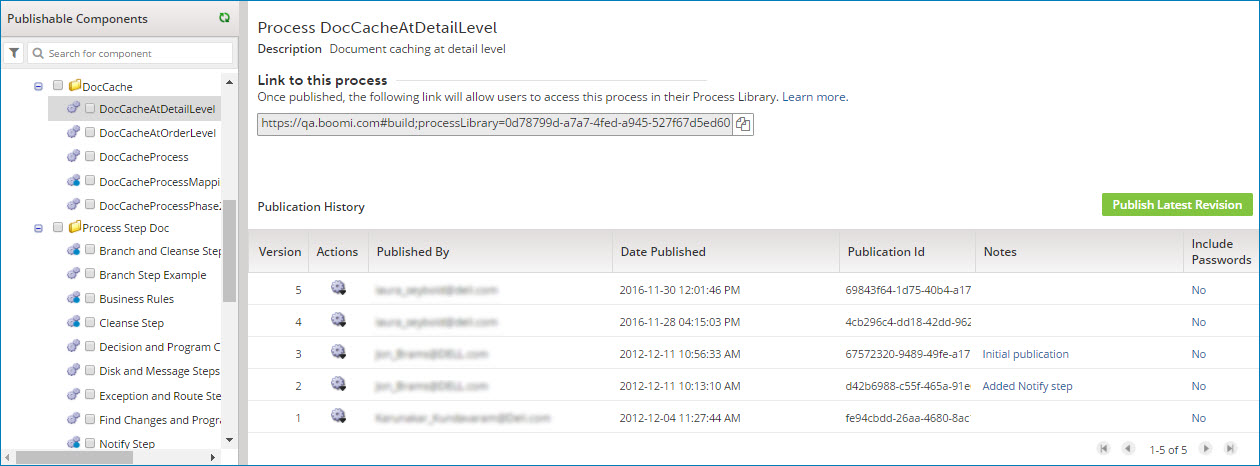 Publishable Components
Search for component
DocCache
DocCacheAtDetailLevel
DocCacheAtOrderLevel
DocCacheProcess
DocCacheProcessMappi
DocCacheProcessPhase2
Process Step Doc
Branch and Cleanse Step
Branch Step Example
Business Rules
Cleanse Step
Decision and Program C
Disk and Message Steps
Exception and Route Ste
Find Changes and Progra
Notify Step
Process DocCacheAtDetailLevel
Description Document caching at detail level
Link to this process
Once published, the following link will allow users to access this process in their Process Library. Learn more.
https://qa.boomi.com#build;processLibrary=0d78799d-a7a7-4fed-a945-527f67d5ed60
Publication History
Publish Latest Revision
Version Actions Published By Date Published Publication Id Notes Include Passwords
5 2016-11-30 12:01:46 PM 69843f64-1d75-40b4-a17 No
4 2016-11-28 04:15:03 PM 4cb296c4-dd18-42dd-962 No
3 2012-12-11 10:56:33 AM 67572320-9489-49fe-a17 Initial publication No
2 2012-12-11 10:13:10 AM d42b6988-c55f-465a-91e Added Notify step No
1 2012-12-04 11:27:44 AM fe94cbdd-26aa-4680-8ac No
1-5 of 5